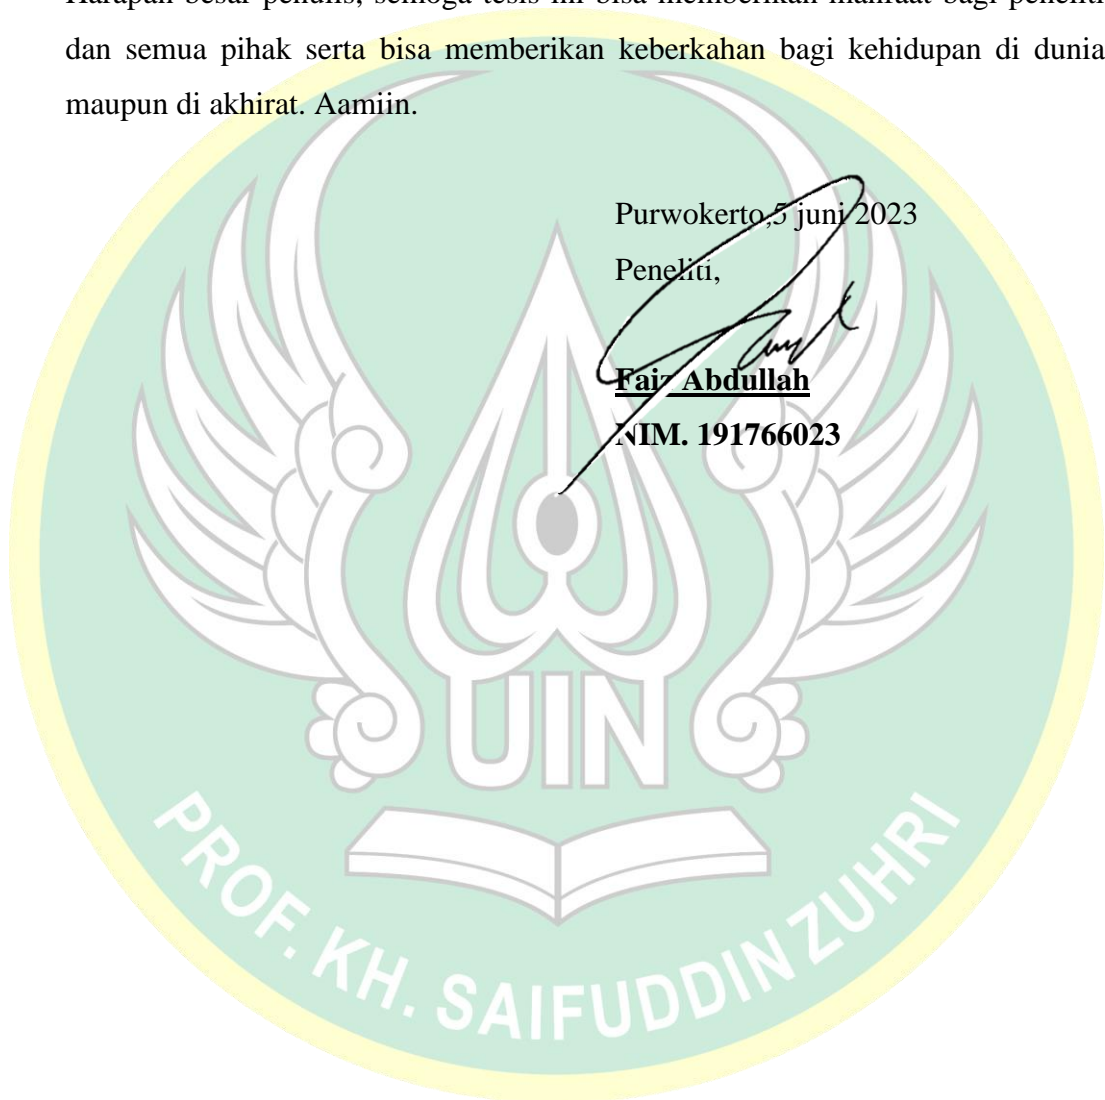 Harapan besar penulis, semoga tesis ini bisa memberikan manfaat bagi peneliti
dan semua pihak serta bisa memberikan keberkahan bagi kehidupan di dunia
maupun di akhirat. Aamiin.
Purwokerto,5 juni 2023
Peneliti,
Faiz Abdullah
NIM. 191766023
UIN
PROF. KH. SAIFUDDIN ZUHRI